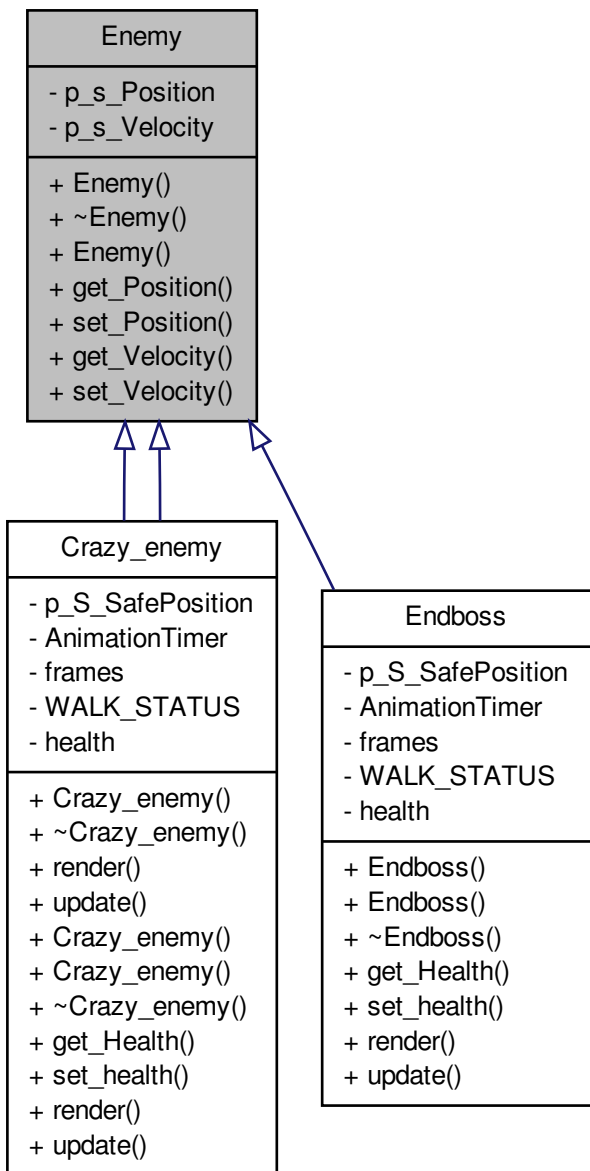 Enemy
- p_s_Position
- p_s_Velocity
+ Enemy()
+ ~Enemy()
+ Enemy()
+ get_Position()
+ set_Position()
+ get_Velocity()
+ set_Velocity()
Crazy_enemy
- p_S_SafePosition
- AnimationTimer
- frames
- WALK_STATUS
- health
+ Crazy_enemy()
+ ~Crazy_enemy()
+ render()
+ update()
+ Crazy_enemy()
+ Crazy_enemy()
+ ~Crazy_enemy()
+ get_Health()
+ set_health()
+ render()
+ update()
Endboss
- p_S_SafePosition
- AnimationTimer
- frames
- WALK_STATUS
- health
+ Endboss()
+ Endboss()
+ ~Endboss()
+ get_Health()
+ set_health()
+ render()
+ update()